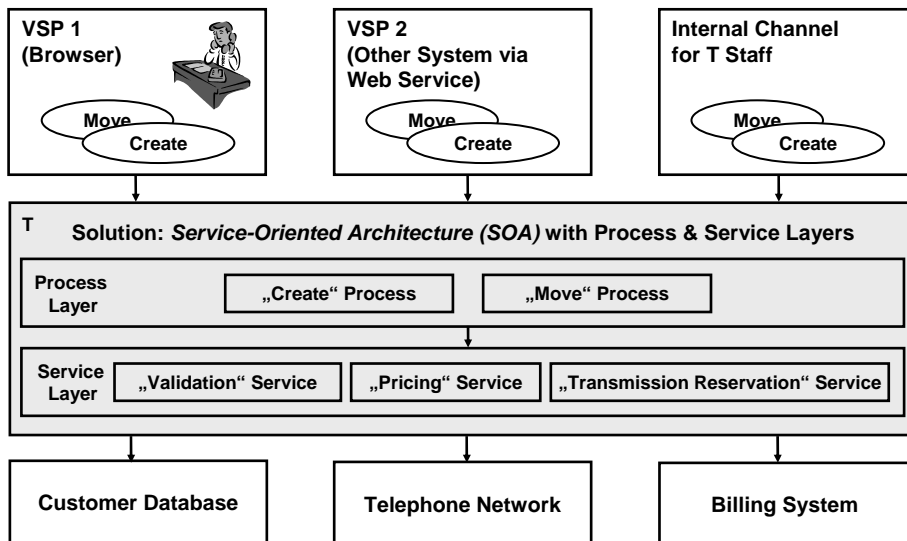 VSP 1
(Browser)
Move
Create
VSP 2
(Other System via
Web Service)
Move
Create
Internal Channel
for T Staff
Move
Create
T
Solution: Service-Oriented Architecture (SOA) with Process & Service Layers
Process
Layer
„Create“ Process
„Move“ Process
Service
Layer
„Validation“ Service
„Pricing“ Service
„Transmission Reservation“ Service
Customer Database
Telephone Network
Billing System